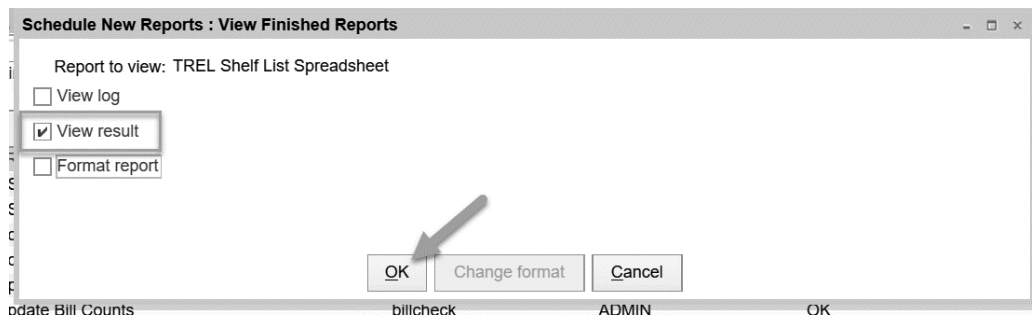 Schedule New Reports : View Finished Reports
Report to view: TREL Shelf List Spreadsheet
View log
View result
Format report
OK Change format Cancel
pdate Bill Counts billcheck ADMIN OK